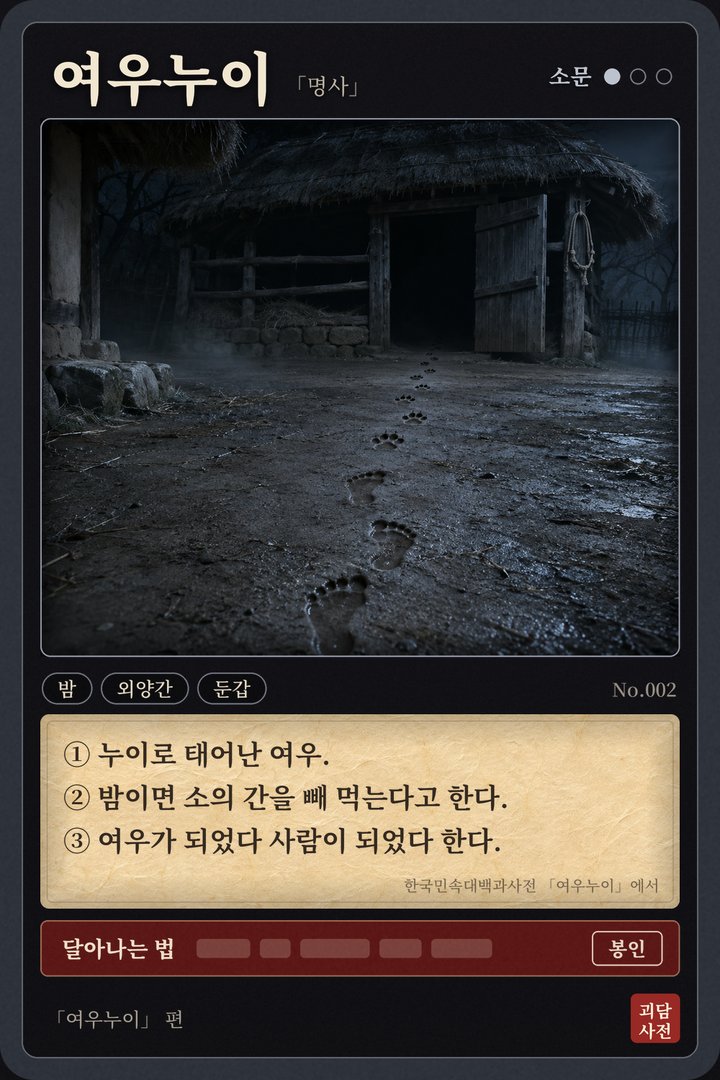 여우누이 「명사」
소문
밤 외양간 둔갑 No.002
① 누이로 태어난 여우.
② 밤이면 소의 간을 빼 먹는다고 한다.
③ 여우가 되었다 사람이 되었다 한다.
한국민속대백과사전 「여우누이」에서
달아나는 법 봉인
「여우누이」 편
괴담
사전